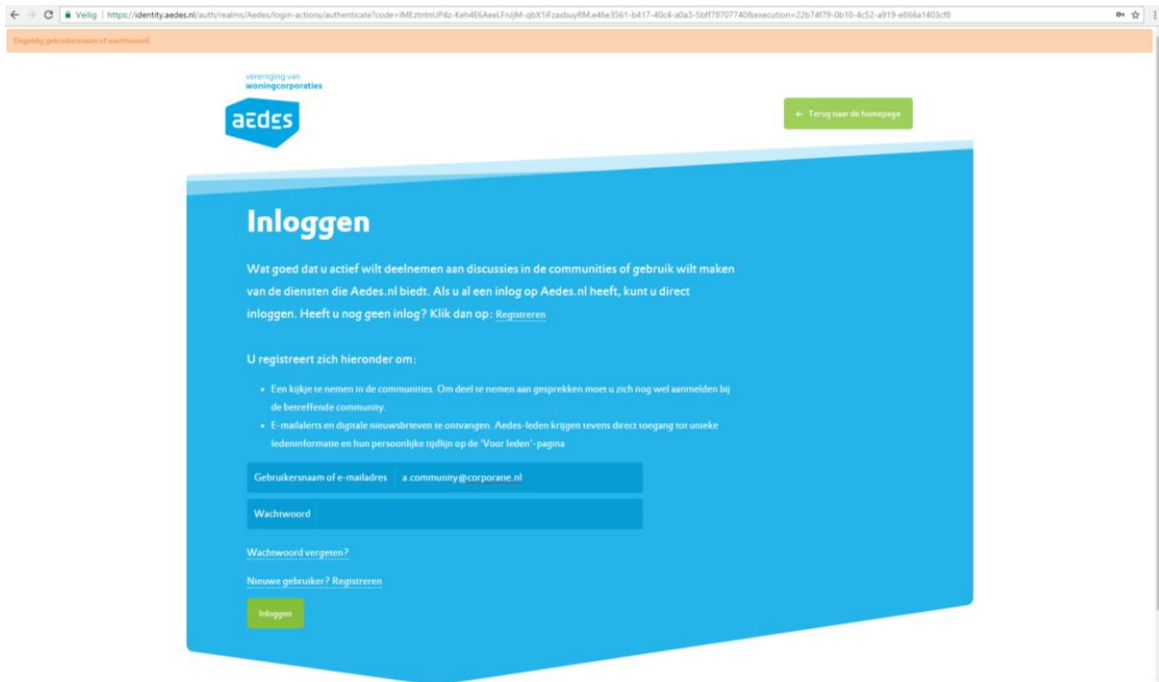 Veilig | https://identity.aedes.nl/auth/realms/Aedes/login-actions/authenticate?code=
Ongeldig gebruikersnaam of wachtwoord.
vereniging van
woningcorporaties
aedes
← Terug naar de homepage
Inloggen
Wat goed dat u actief wilt deelnemen aan discussies in de communities of gebruik wilt maken
van de diensten die Aedes.nl biedt. Als u al een inlog op Aedes.nl heeft, kunt u direct
inloggen. Heeft u nog geen inlog? Klik dan op: Registreren
U registreert zich hieronder om:
• Een kijkje te nemen in de communities. Om deel te nemen aan gesprekken moet u zich nog wel aanmelden bij
de betreffende community.
• E-mailalerts en digitale nieuwsbrieven te ontvangen. Aedes-leden krijgen tevens direct toegang tot unieke
ledeninformatie en hun persoonlijke tijdlijn op de 'Voor leden'-pagina
Gebruikersnaam of e-mailadres a.community@corporatie.nl
Wachtwoord
Wachtwoord vergeten?
Nieuwe gebruiker? Registreren
Inloggen